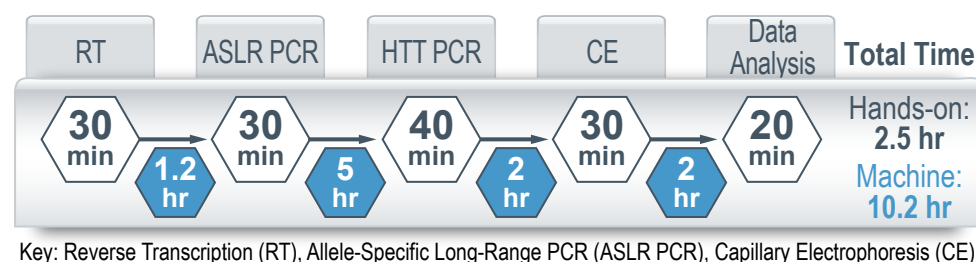 RT
ASLR PCR
HTT PCR
CE
Data
Analysis
Total Time
30
min
30
min
40
min
30
min
20
min
1.2
hr
5
hr
2
hr
2
hr
Hands-on:
2.5 hr
Machine:
10.2 hr
Key: Reverse Transcription (RT), Allele-Specific Long-Range PCR (ASLR PCR), Capillary Electrophoresis (CE)